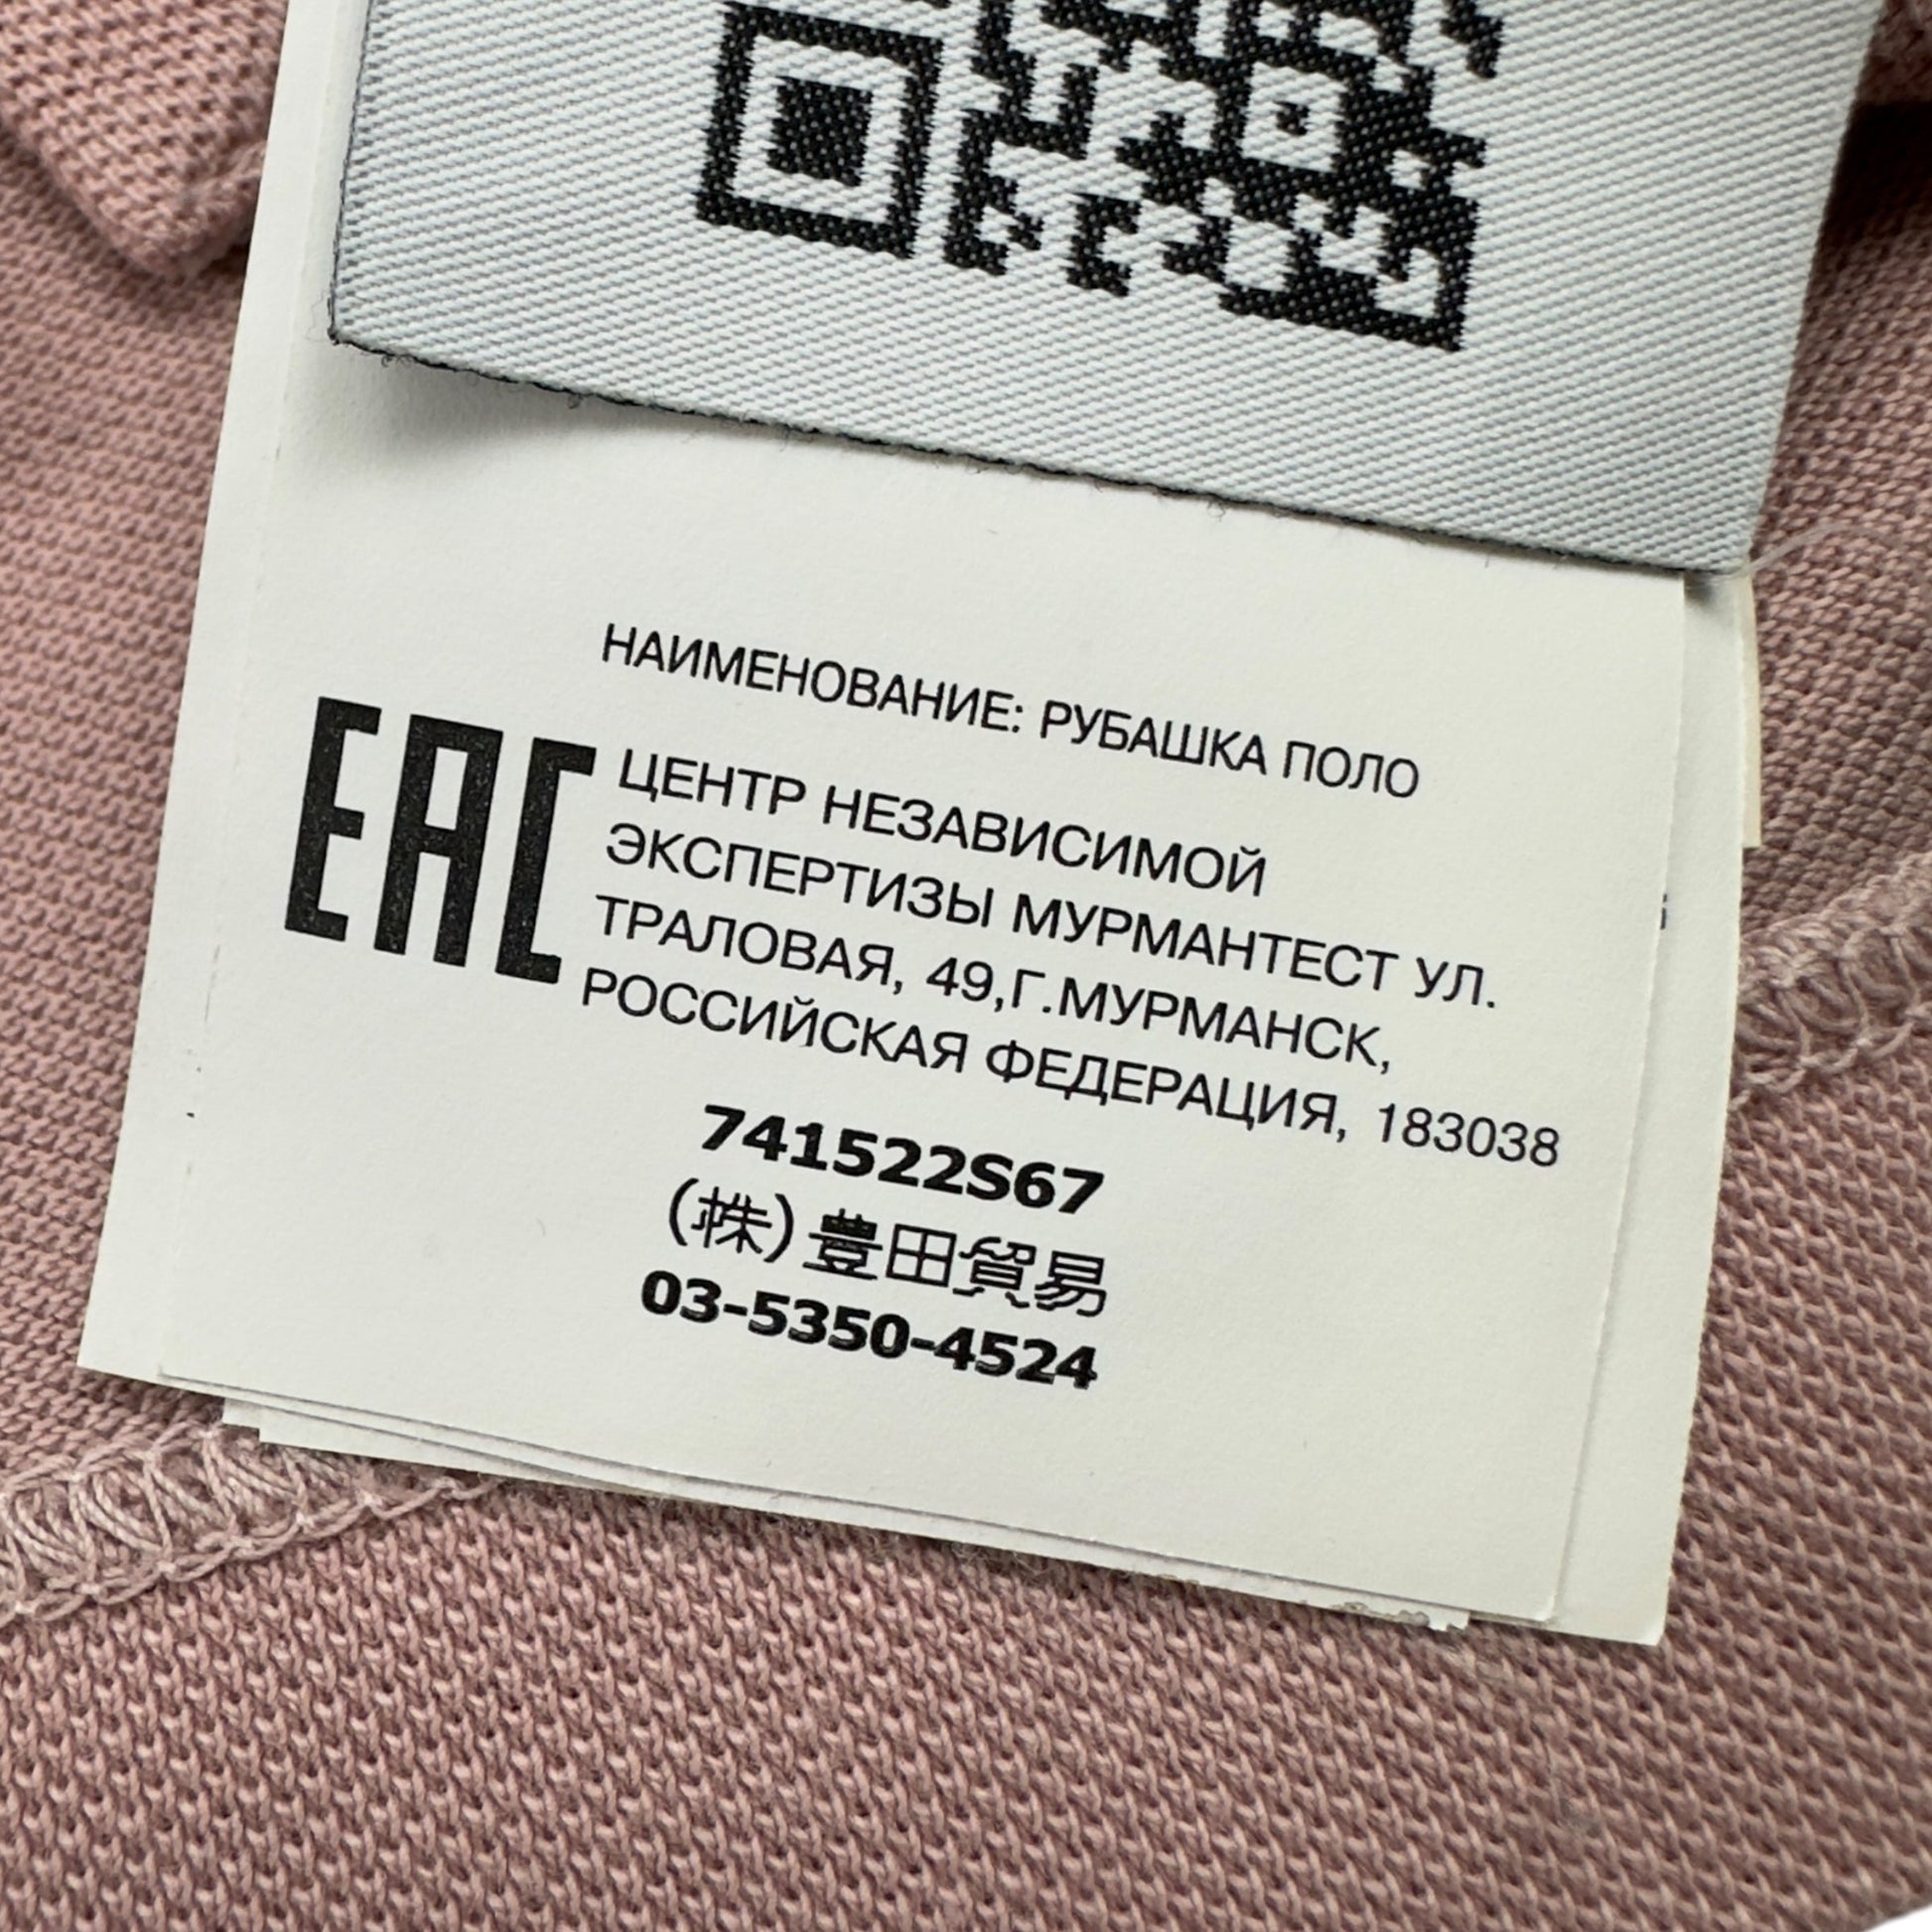 НАИМЕНОВАНИЕ: РУБАШКА ПОЛО
EAC
ЦЕНТР НЕЗАВИСИМОЙ
ЭКСПЕРТИЗЫ МУРМАНТЕСТ УЛ.
ТРАЛОВАЯ, 49,Г.МУРМАНСК,
РОССИЙСКАЯ ФЕДЕРАЦИЯ, 183038
741522S67
(株)豊田貿易
03-5350-4524